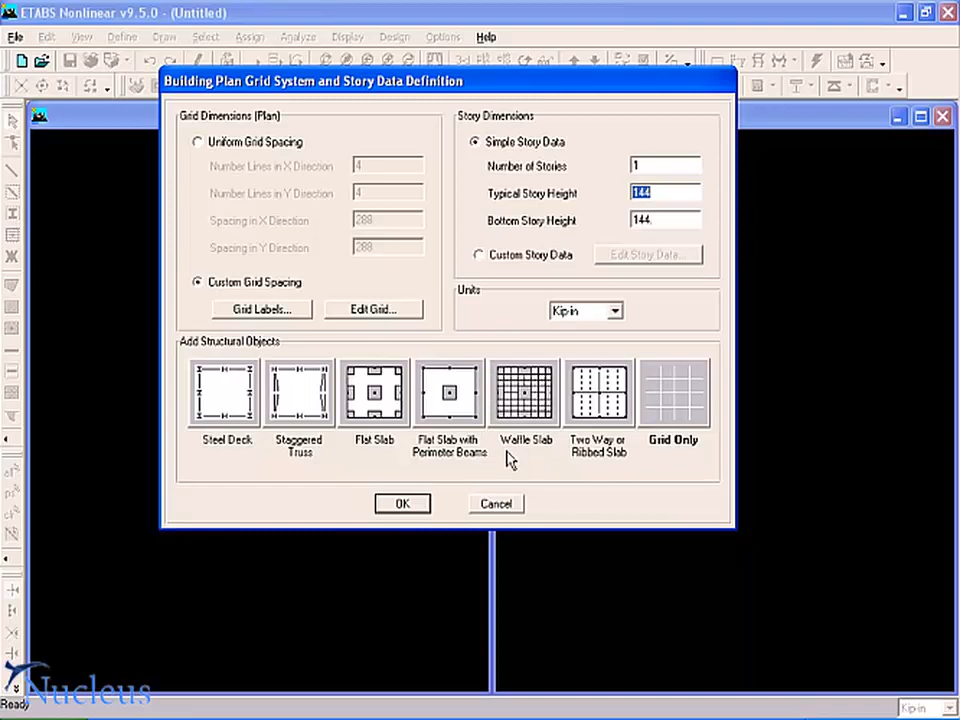 ETABS Nonlinear v9.5.0 - (Untitled)
File Edit View Define Draw Select Assign Analyze Display Design Options Help
Building Plan Grid System and Story Data Definition
Grid Dimensions (Plan)
Uniform Grid Spacing
Number Lines in X Direction 4
Number Lines in Y Direction 4
Spacing in X Direction 288
Spacing in Y Direction 288
Custom Grid Spacing
Grid Labels... Edit Grid...
Story Dimensions
Simple Story Data
Number of Stories 1
Typical Story Height 144
Bottom Story Height 144.
Custom Story Data Edit Story Data...
Units
Kip-in
Add Structural Objects
Steel Deck
Staggered
Truss
Flat Slab
Flat Slab with
Perimeter Beams
Waffle Slab
Two Way or
Ribbed Slab
Grid Only
OK Cancel
Nucleus
Ready Kip-in